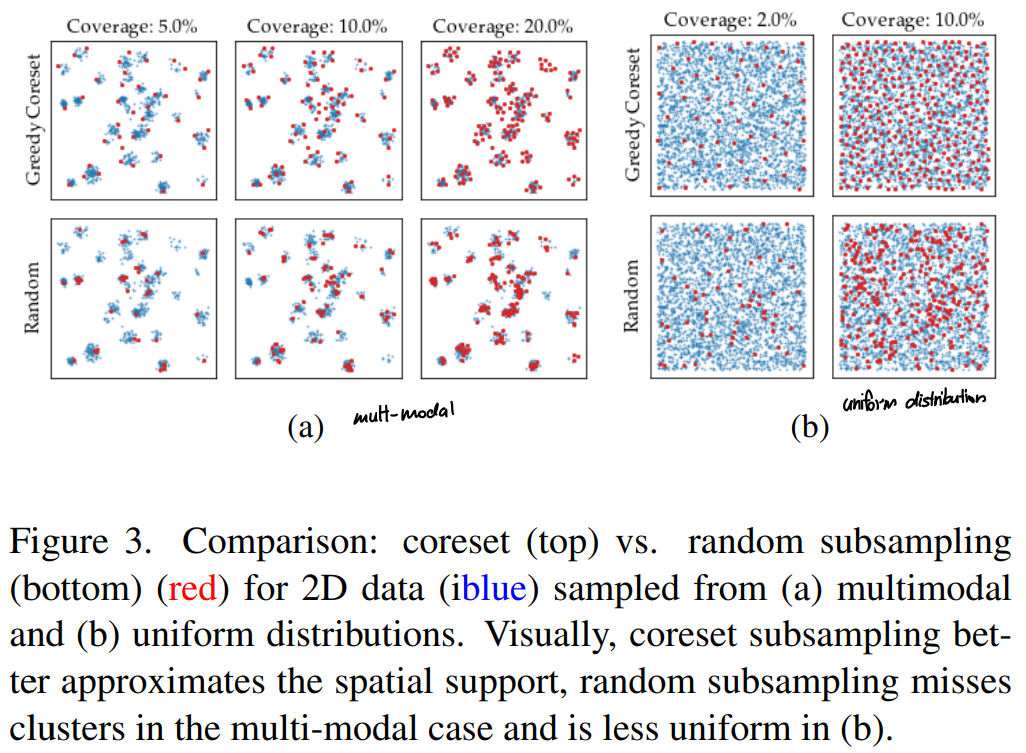 Coverage: 5.0% Coverage: 10.0% Coverage: 20.0%
Coverage: 2.0% Coverage: 10.0%
Greedy Coreset
Greedy Coreset
Random
Random
(a) mult-modal
(b) uniform distribution
Figure 3. Comparison: coreset (top) vs. random subsampling
(bottom) (red) for 2D data (iblue) sampled from (a) multimodal
and (b) uniform distributions. Visually, coreset subsampling bet-
ter approximates the spatial support, random subsampling misses
clusters in the multi-modal case and is less uniform in (b).